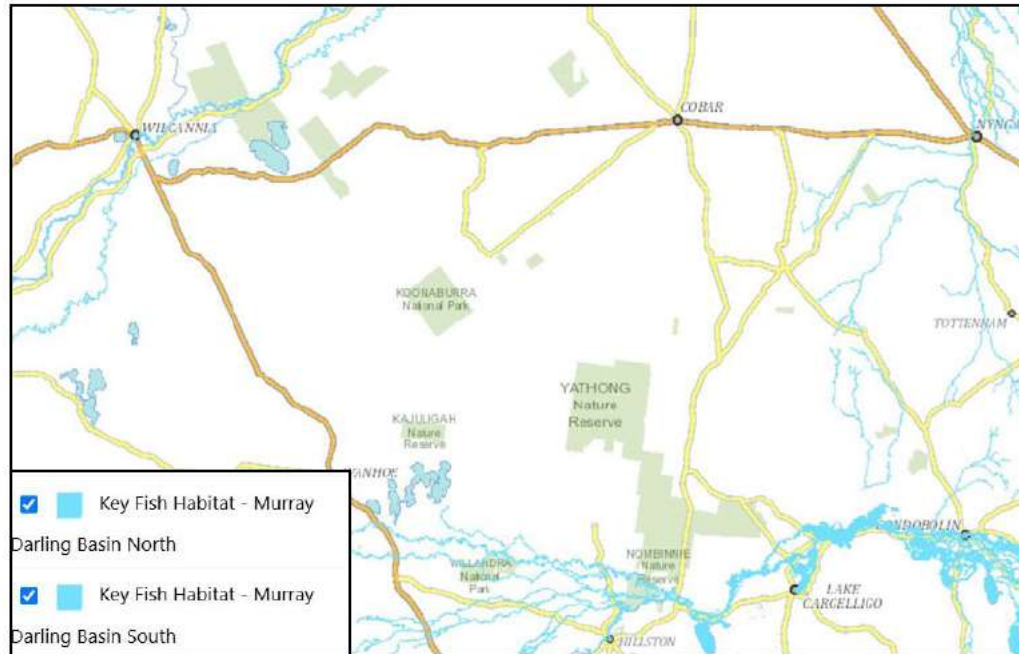 WILCANNIA
COBAR
KOONABURRA
National Park
TOTTENHAM
YATHONG
Nature
Reserve
KAJULIGAH
Nature
Reserve
Key Fish Habitat - Murray
Darling Basin North
Key Fish Habitat - Murray
Darling Basin South
WILLANDRA
National
Park
NOMBINNIE
Nature
Reserve
LAKE
CARGELLIGO
HILLSTON